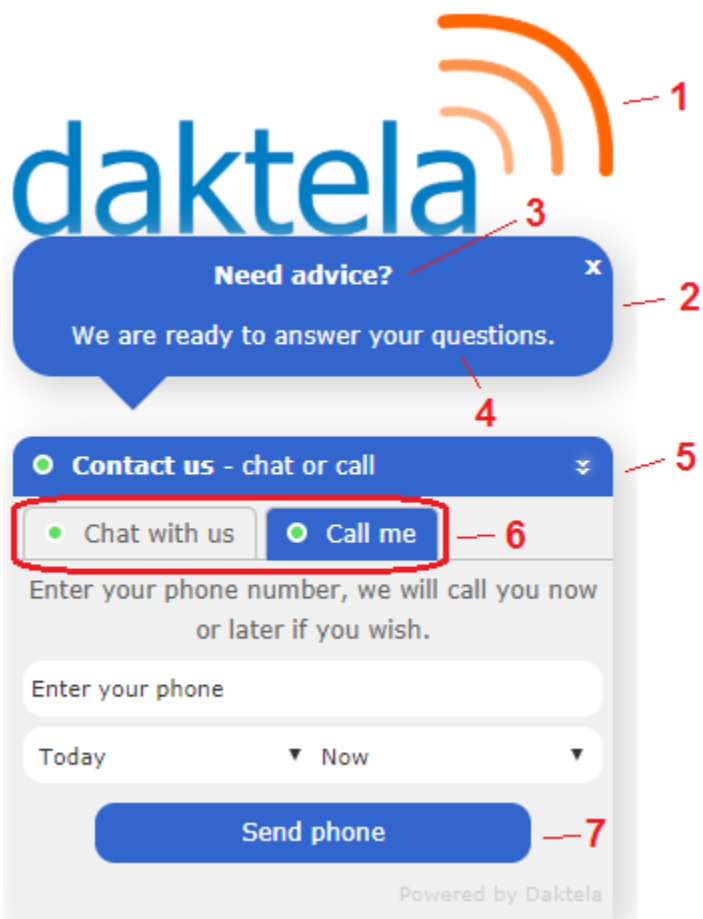 1
daktela
3
Need advice? x
2
We are ready to answer your questions.
4
Contact us - chat or call
5
Chat with us Call me
6
Enter your phone number, we will call you now
or later if you wish.
Enter your phone
Today Now
Send phone
7
Powered by Daktela